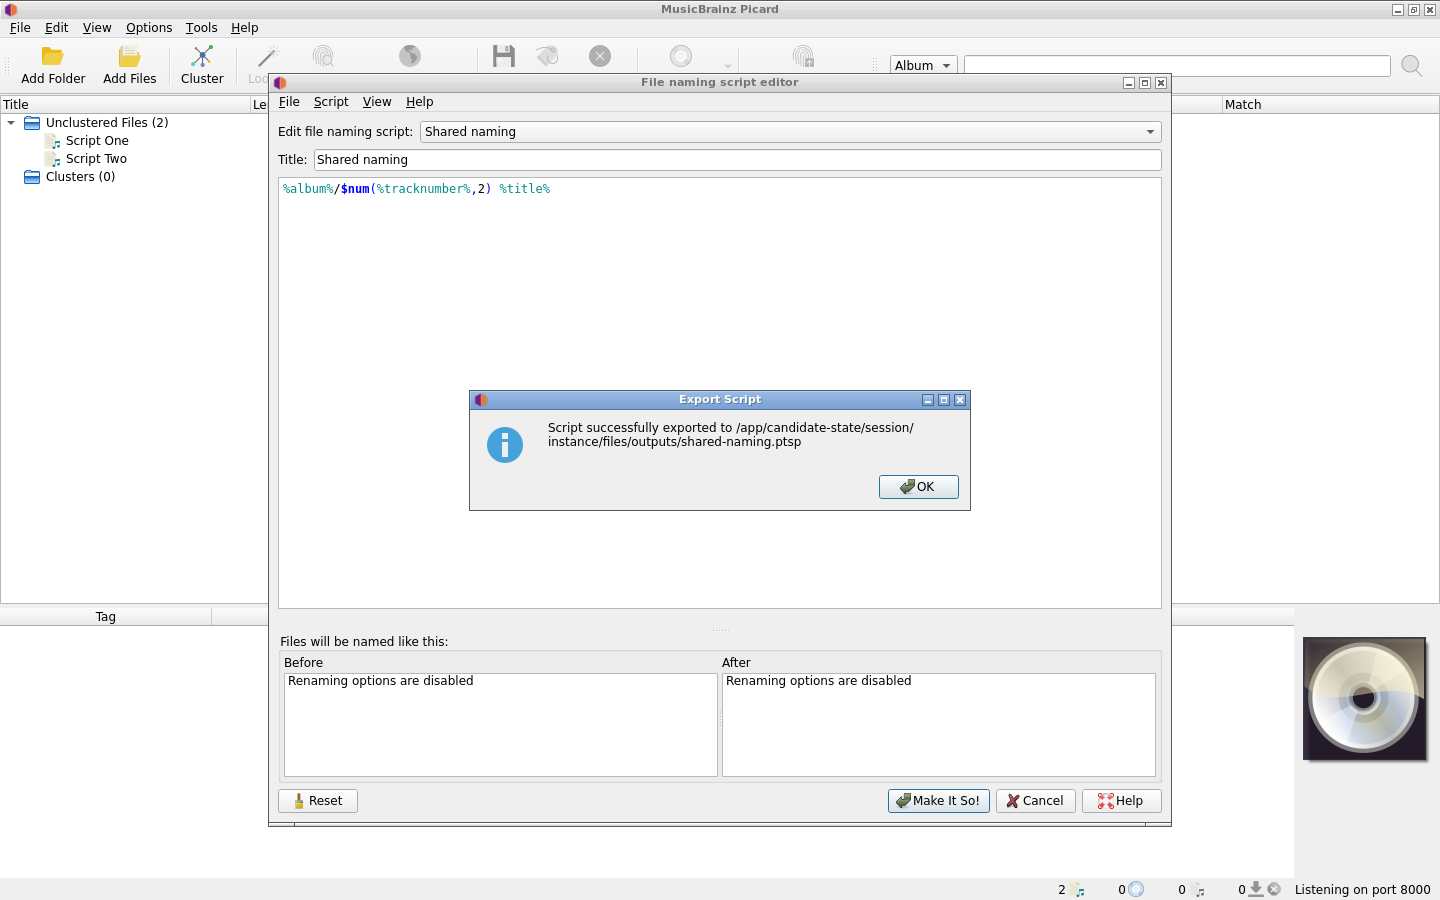 MusicBrainz Picard
File Edit View Options Tools Help
Add Folder Add Files Cluster Album
File naming script editor
File Script View Help
Title Match
Edit file naming script: Shared naming
Unclustered Files (2)
Script One
Script Two
Clusters (0)
Title: Shared naming
%album%/$num(%tracknumber%,2) %title%
Export Script
Script successfully exported to /app/candidate-state/session/
instance/files/outputs/shared-naming.ptsp
OK
Tag
Files will be named like this:
Before After
Renaming options are disabled Renaming options are disabled
Reset Make It So! Cancel Help
2 0 0 0 Listening on port 8000